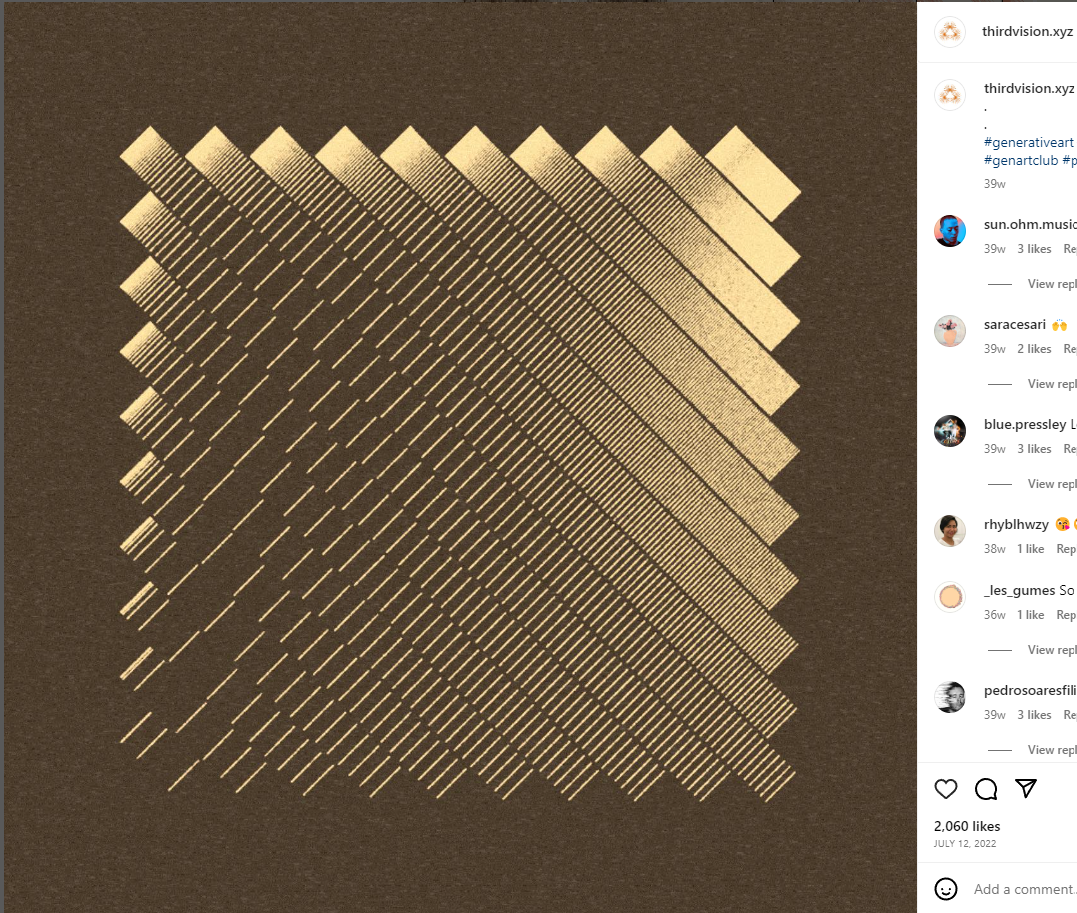 thirdvision.xyz
thirdvision.xyz
.
.
#generativeart
#genartclub #p
39w
sun.ohm.music
39w 3 likes Re
View repl
saracesari 🙌
39w 2 likes Re
View repl
blue.pressley L
39w 3 likes Re
View repl
rhyblhwzy 😘
38w 1 like Rep
_les_gumes So
36w 1 like Rep
View repl
pedrosoaresfili
39w 3 likes Re
View repl
2,060 likes
JULY 12, 2022
Add a comment.